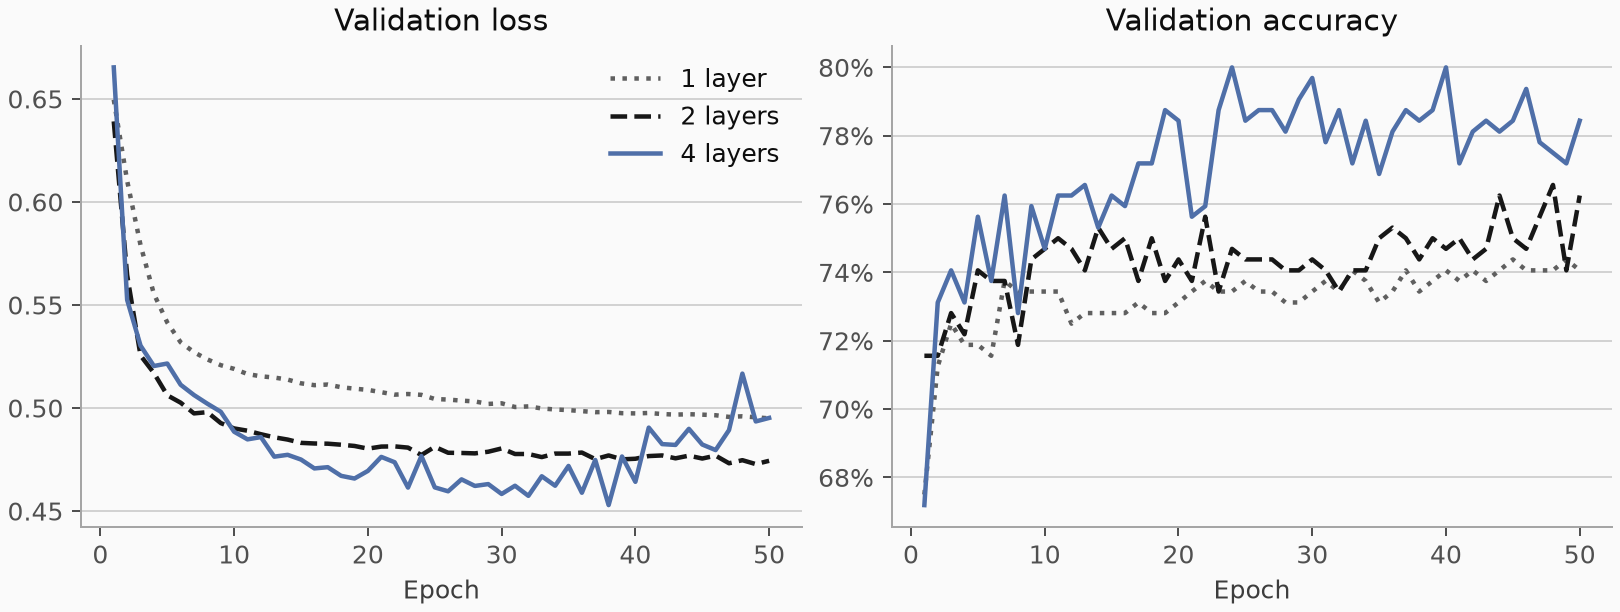 Validation loss
0.65
0.60
0.55
0.50
0.45
1 layer
2 layers
4 layers
0 10 20 30 40 50
Epoch
Validation accuracy
80%
78%
76%
74%
72%
70%
68%
0 10 20 30 40 50
Epoch